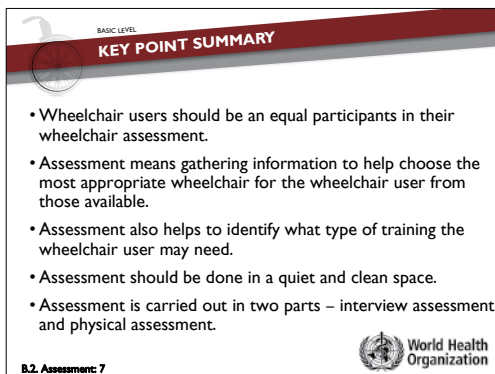 BASIC LEVEL
KEY POINT SUMMARY
• Wheelchair users should be an equal participants in their
wheelchair assessment.
• Assessment means gathering information to help choose the
most appropriate wheelchair for the wheelchair user from
those available.
• Assessment also helps to identify what type of training the
wheelchair user may need.
• Assessment should be done in a quiet and clean space.
• Assessment is carried out in two parts – interview assessment
and physical assessment.
World Health
Organization
B.2. Assessment: 7